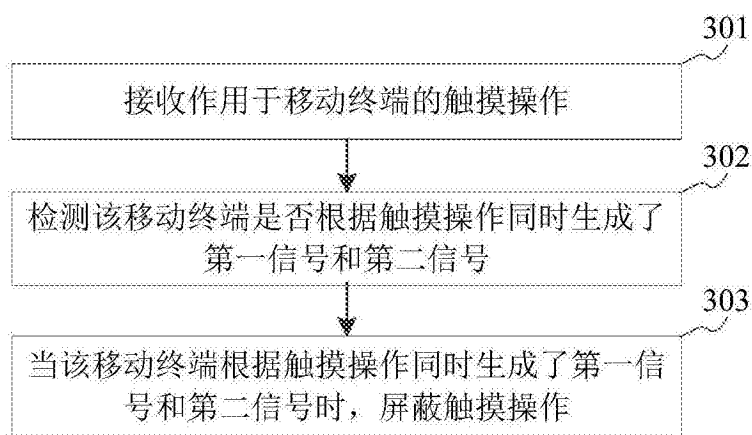 301
接收作用于移动终端的触摸操作
302
检测该移动终端是否根据触摸操作同时生成了
第一信号和第二信号
303
当该移动终端根据触摸操作同时生成了第一信
号和第二信号时，屏蔽触摸操作